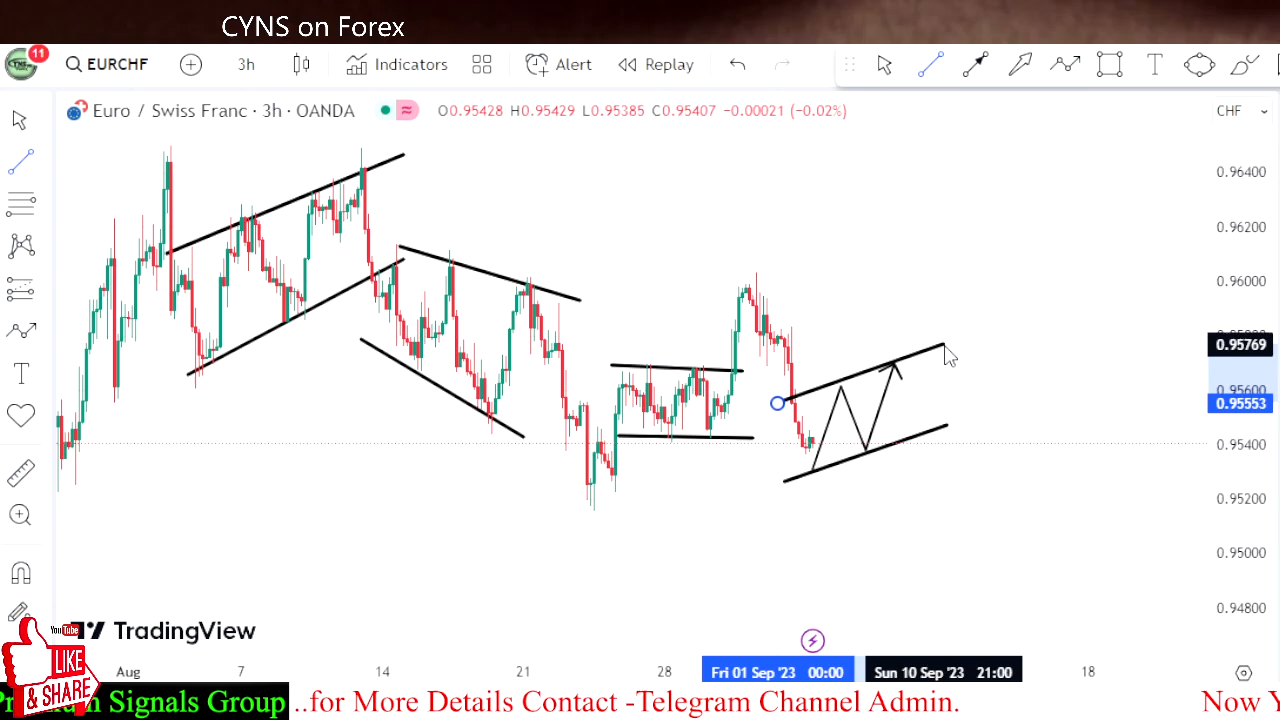 CYNS on Forex
CYNS 11 EURCHF 3h Indicators Alert Replay T
Euro / Swiss Franc · 3h · OANDA O0.95428 H0.95429 L0.95385 C0.95407 −0.00021 (−0.02%) CHF
0.96400
0.96200
0.96000
0.95769
0.95600
0.95553
0.95400
0.95200
0.95000
0.94800
TradingView
Aug 7 14 21 28 Fri 01 Sep '23 00:00 Sun 10 Sep '23 21:00 18
YouTube
LIKE
& SHARE
Signals Group ..for More Details Contact -Telegram Channel Admin. Now